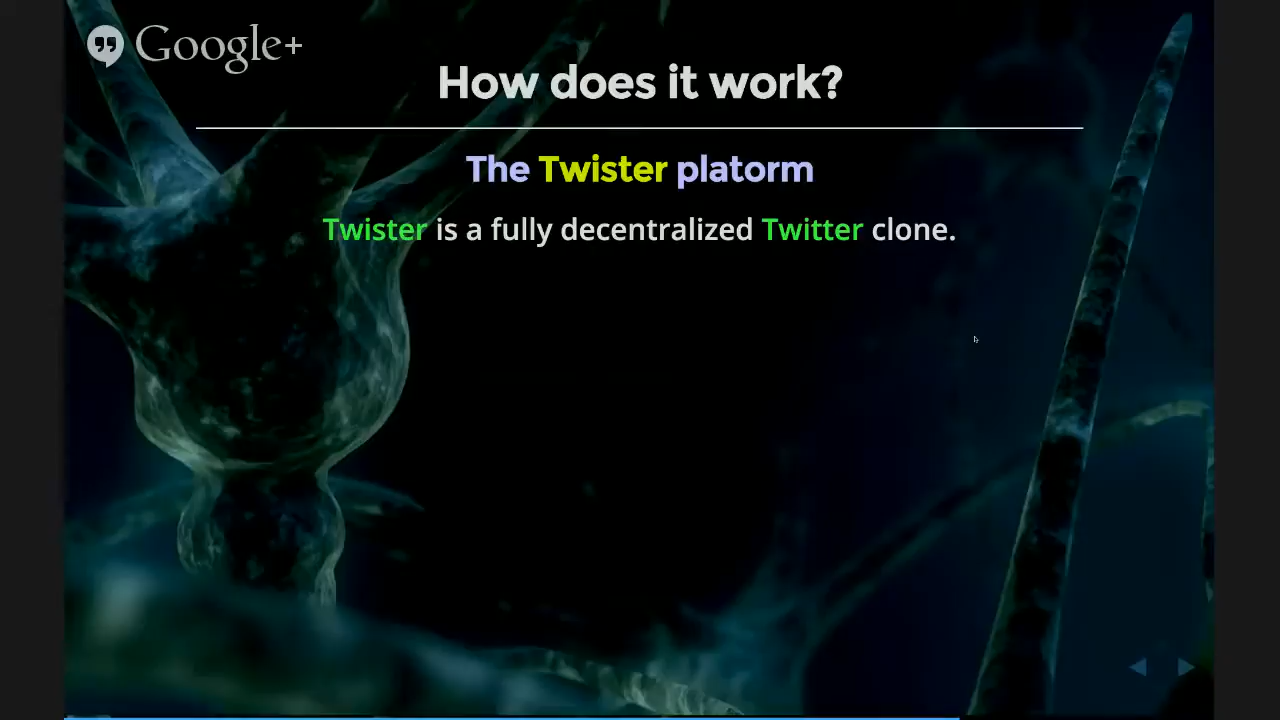 Google+
How does it work?
The Twister platorm
Twister is a fully decentralized Twitter clone.